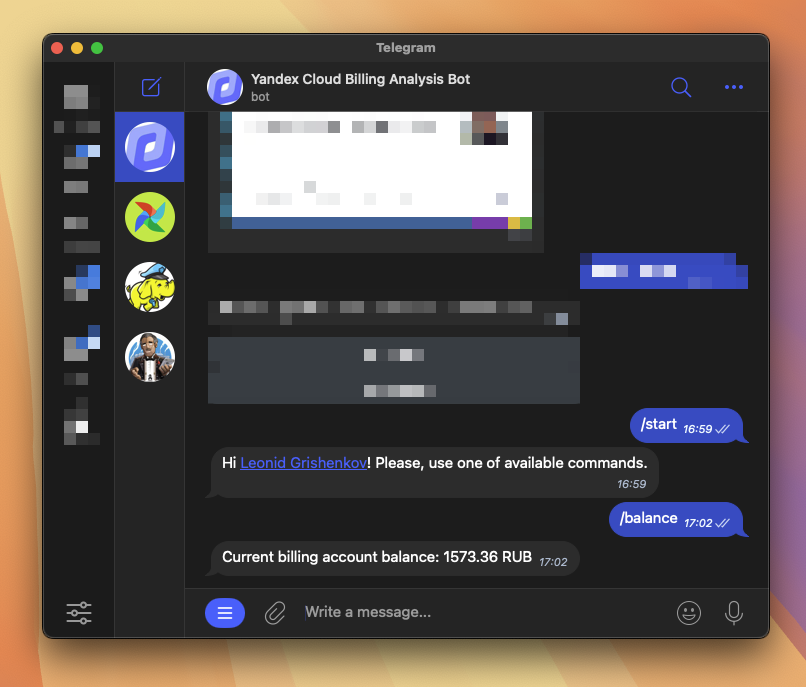 Telegram
Yandex Cloud Billing Analysis Bot
bot
/start 16:59
Hi Leonid Grishenkov! Please, use one of available commands.
16:59
/balance 17:02
Current billing account balance: 1573.36 RUB 17:02
Write a message...